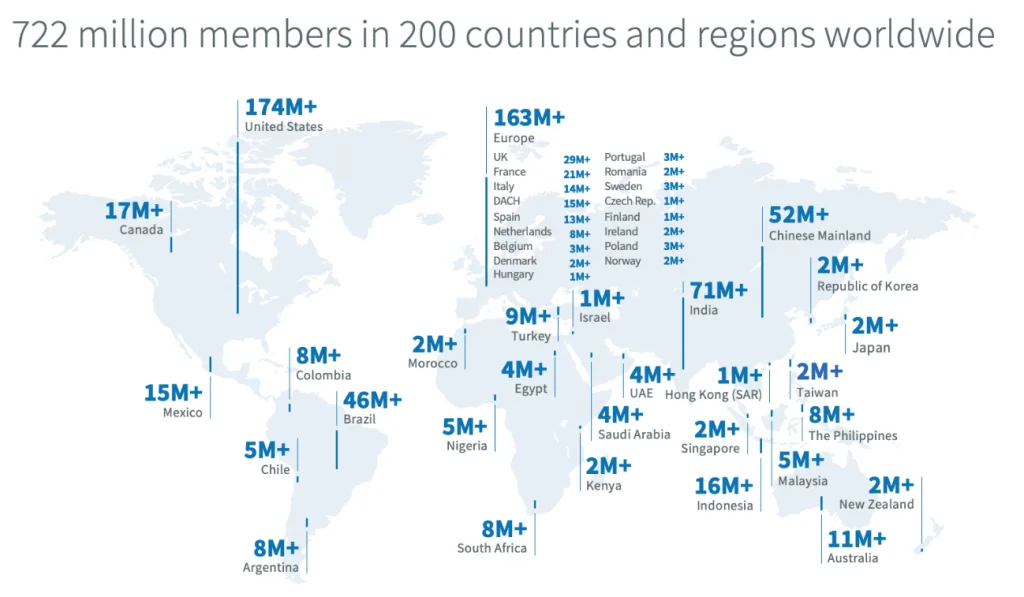 722 million members in 200 countries and regions worldwide
174M+
United States
163M+
Europe
UK 29M+ Portugal 3M+
France 21M+ Romania 2M+
Italy 14M+ Sweden 3M+
DACH 15M+ Czech Rep. 1M+
Spain 13M+ Finland 1M+
Netherlands 8M+ Ireland 2M+
Belgium 3M+ Poland 3M+
Denmark 2M+ Norway 2M+
Hungary 1M+
17M+
Canada
52M+
Chinese Mainland
2M+
Republic of Korea
71M+
India
1M+
Israel
9M+
Turkey
2M+
Japan
2M+
Morocco
8M+
Colombia
4M+
Egypt
4M+
UAE
1M+
Hong Kong (SAR)
2M+
Taiwan
15M+
Mexico
46M+
Brazil
4M+
Saudi Arabia
8M+
The Philippines
5M+
Nigeria
2M+
Singapore
5M+
Chile
2M+
Kenya
5M+
Malaysia
16M+
Indonesia
2M+
New Zealand
8M+
South Africa
11M+
Australia
8M+
Argentina